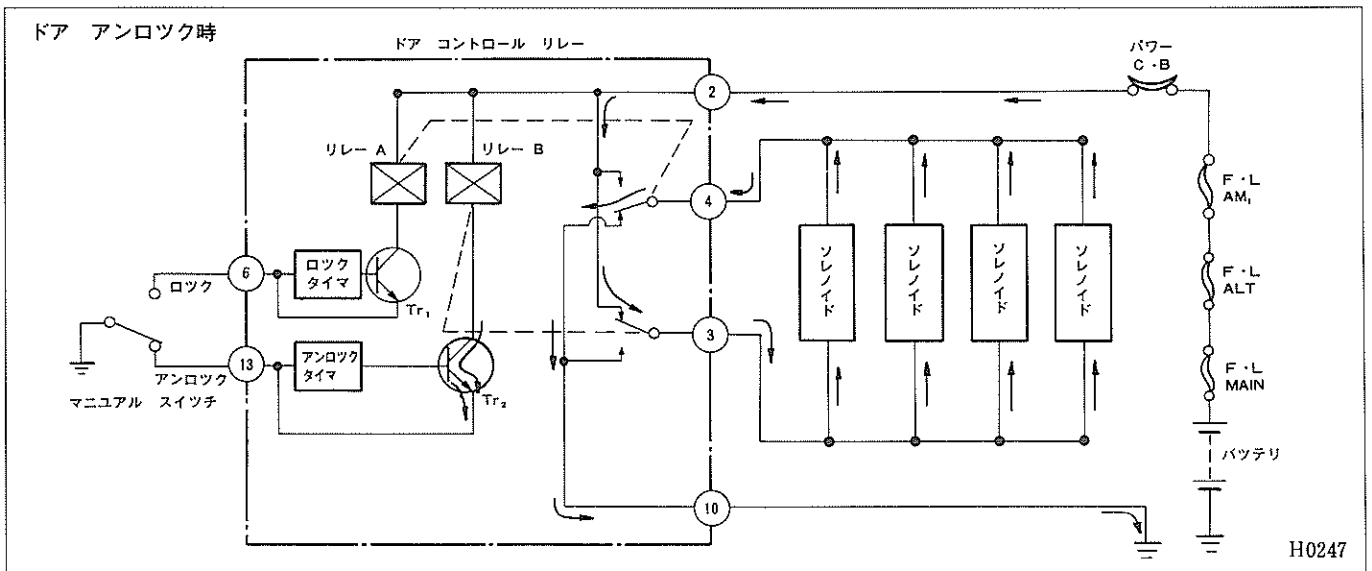 ドア アンロツク時
ドア コントロール リレー
パワー
C・B
2
リレー A
リレー B
4
F・L
AM₁
6
ロック
ロツク
タイマ
Tr₁
ソレノイド
ソレノイド
ソレノイド
ソレノイド
F・L
ALT
3
13
アンロツク
タイマ
アンロツク
マニユアル スイツチ
Tr₂
F・L
MAIN
バツテリ
10
H0247